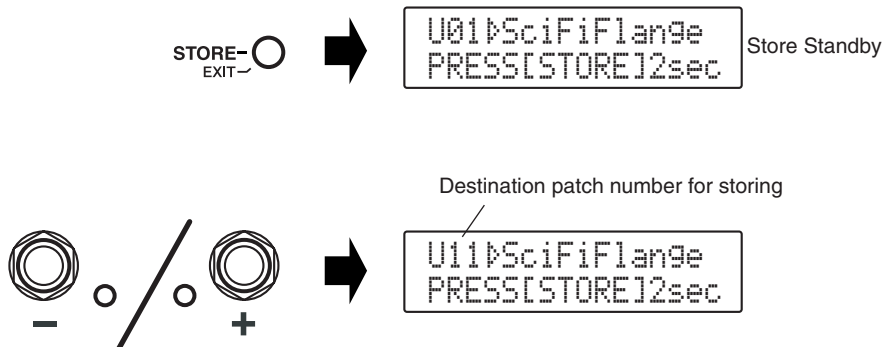 STORE
EXIT
U01▷SciFiFlange
PRESS[STORE]2sec
Store Standby
Destination patch number for storing
U11▷SciFiFlange
PRESS[STORE]2sec
− +